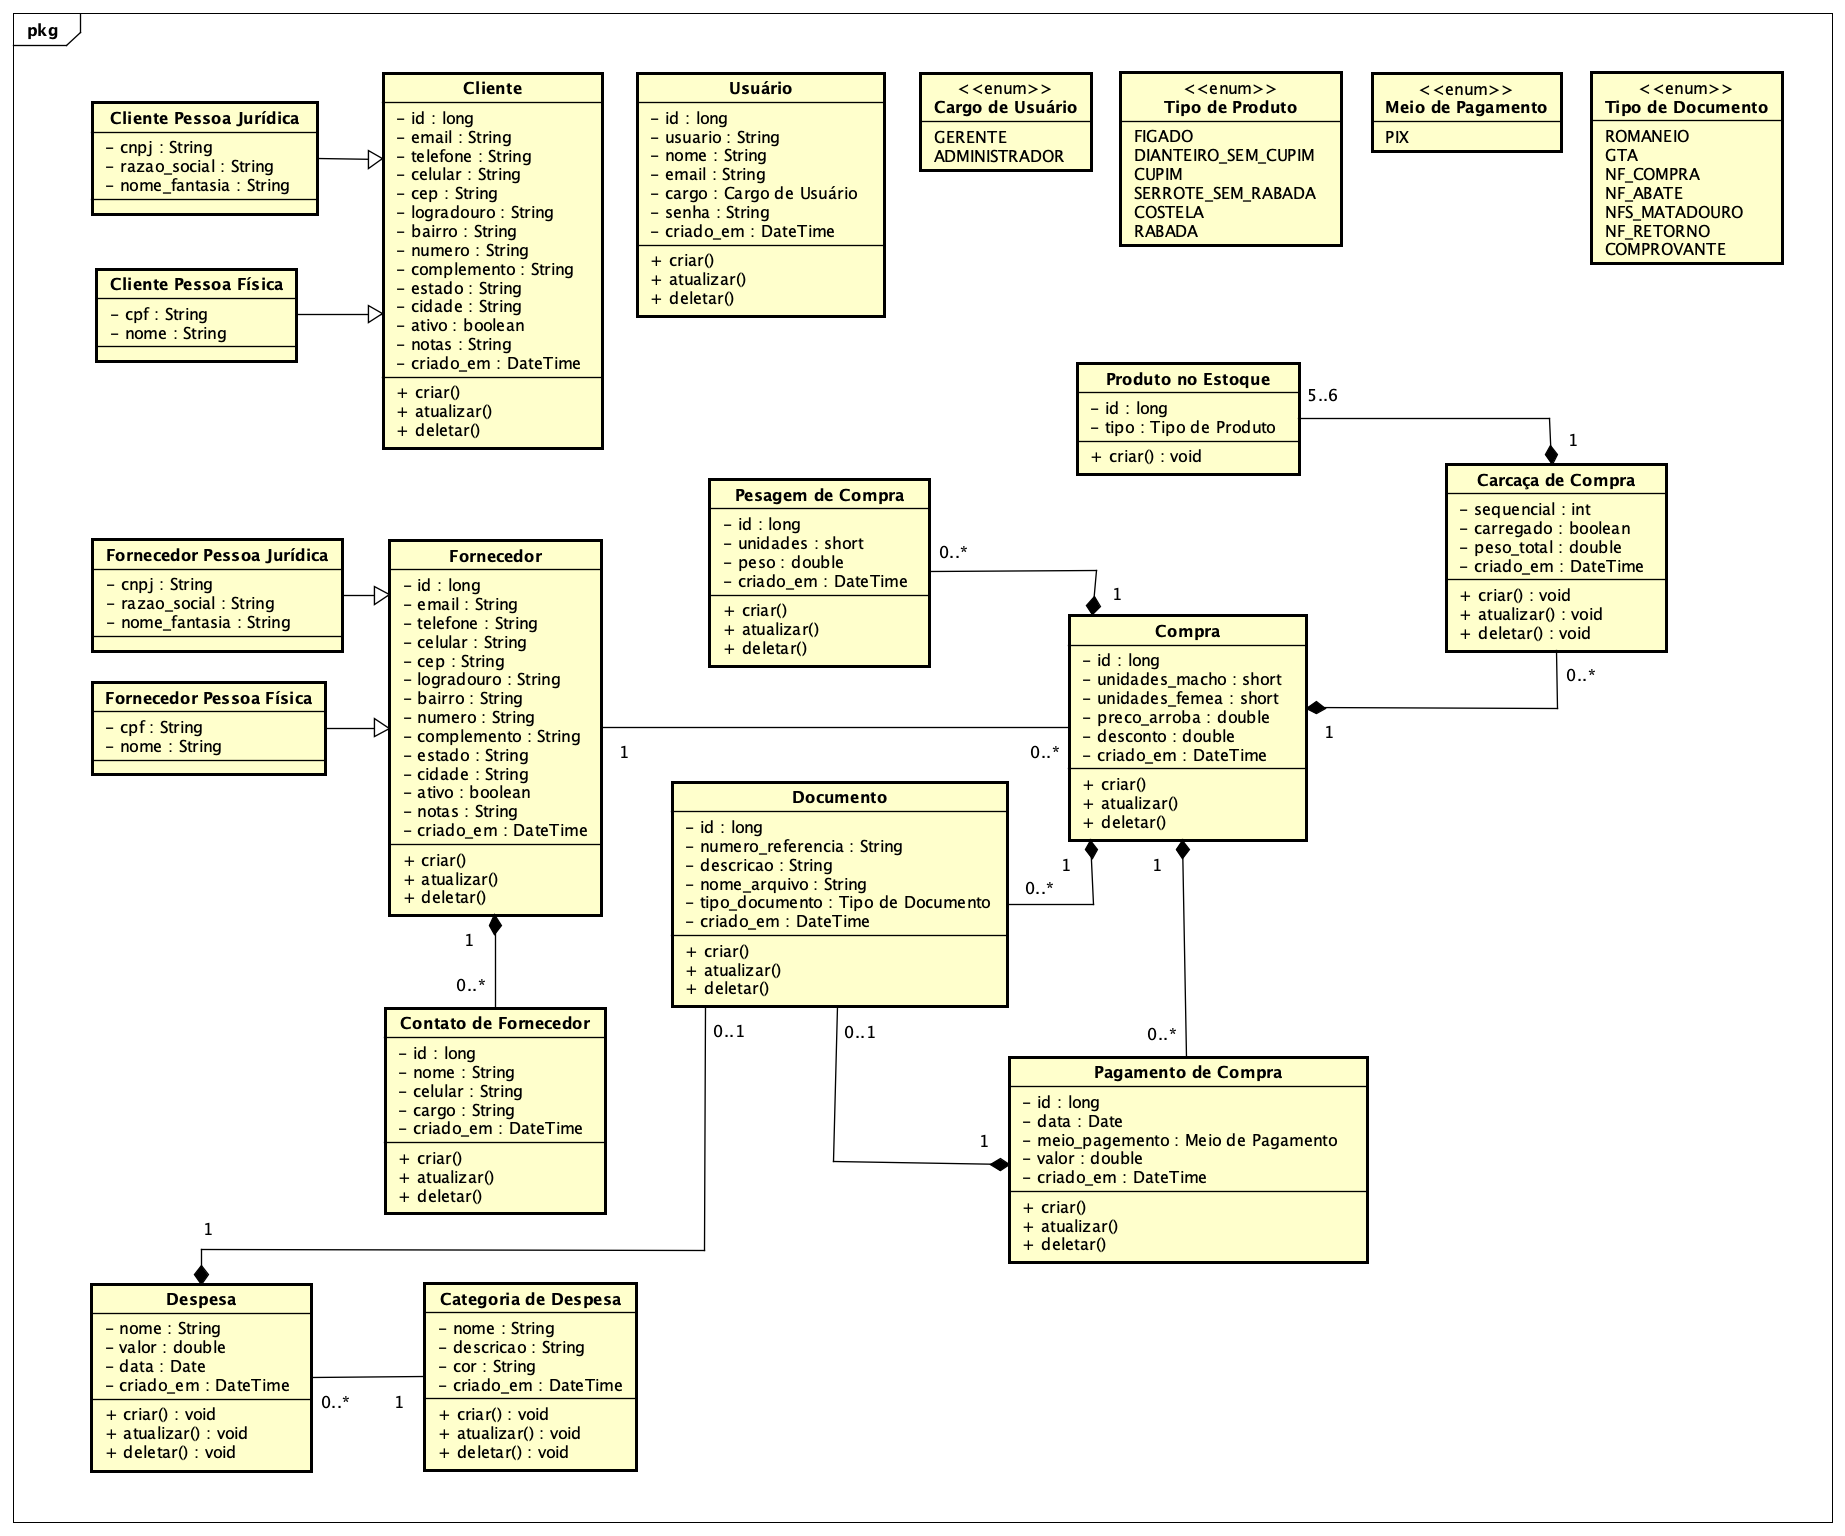 pkg
Cliente Pessoa Jurídica
- cnpj : String
- razao_social : String
- nome_fantasia : String
Cliente Pessoa Física
- cpf : String
- nome : String
Cliente
- id : long
- email : String
- telefone : String
- celular : String
- cep : String
- logradouro : String
- bairro : String
- numero : String
- complemento : String
- estado : String
- cidade : String
- ativo : boolean
- notas : String
- criado_em : DateTime
+ criar()
+ atualizar()
+ deletar()
Usuário
- id : long
- usuario : String
- nome : String
- email : String
- cargo : Cargo de Usuário
- senha : String
- criado_em : DateTime
+ criar()
+ atualizar()
+ deletar()
<<enum>>
Cargo de Usuário
GERENTE
ADMINISTRADOR
<<enum>>
Tipo de Produto
FIGADO
DIANTEIRO_SEM_CUPIM
CUPIM
SERROTE_SEM_RABADA
COSTELA
RABADA
<<enum>>
Meio de Pagamento
PIX
<<enum>>
Tipo de Documento
ROMANEIO
GTA
NF_COMPRA
NF_ABATE
NFS_MATADOURO
NF_RETORNO
COMPROVANTE
Produto no Estoque
- id : long
- tipo : Tipo de Produto
+ criar() : void
5..6
1
Carcaça de Compra
- sequencial : int
- carregado : boolean
- peso_total : double
- criado_em : DateTime
+ criar() : void
+ atualizar() : void
+ deletar() : void
0..*
1
Pesagem de Compra
- id : long
- unidades : short
- peso : double
- criado_em : DateTime
+ criar()
+ atualizar()
+ deletar()
0..*
1
Compra
- id : long
- unidades_macho : short
- unidades_femea : short
- preco_arroba : double
- desconto : double
- criado_em : DateTime
+ criar()
+ atualizar()
+ deletar()
Fornecedor Pessoa Jurídica
- cnpj : String
- razao_social : String
- nome_fantasia : String
Fornecedor Pessoa Física
- cpf : String
- nome : String
Fornecedor
- id : long
- email : String
- telefone : String
- celular : String
- cep : String
- logradouro : String
- bairro : String
- numero : String
- complemento : String
- estado : String
- cidade : String
- ativo : boolean
- notas : String
- criado_em : DateTime
+ criar()
+ atualizar()
+ deletar()
1
0..*
Documento
- id : long
- numero_referencia : String
- descricao : String
- nome_arquivo : String
- tipo_documento : Tipo de Documento
- criado_em : DateTime
+ criar()
+ atualizar()
+ deletar()
1
0..*
1
0..*
1
0..*
Contato de Fornecedor
- id : long
- nome : String
- celular : String
- cargo : String
- criado_em : DateTime
+ criar()
+ atualizar()
+ deletar()
0..1
0..1
1
Pagamento de Compra
- id : long
- data : Date
- meio_pagemento : Meio de Pagamento
- valor : double
- criado_em : DateTime
+ criar()
+ atualizar()
+ deletar()
1
Despesa
- nome : String
- valor : double
- data : Date
- criado_em : DateTime
+ criar() : void
+ atualizar() : void
+ deletar() : void
0..*
1
Categoria de Despesa
- nome : String
- descricao : String
- cor : String
- criado_em : DateTime
+ criar() : void
+ atualizar() : void
+ deletar() : void